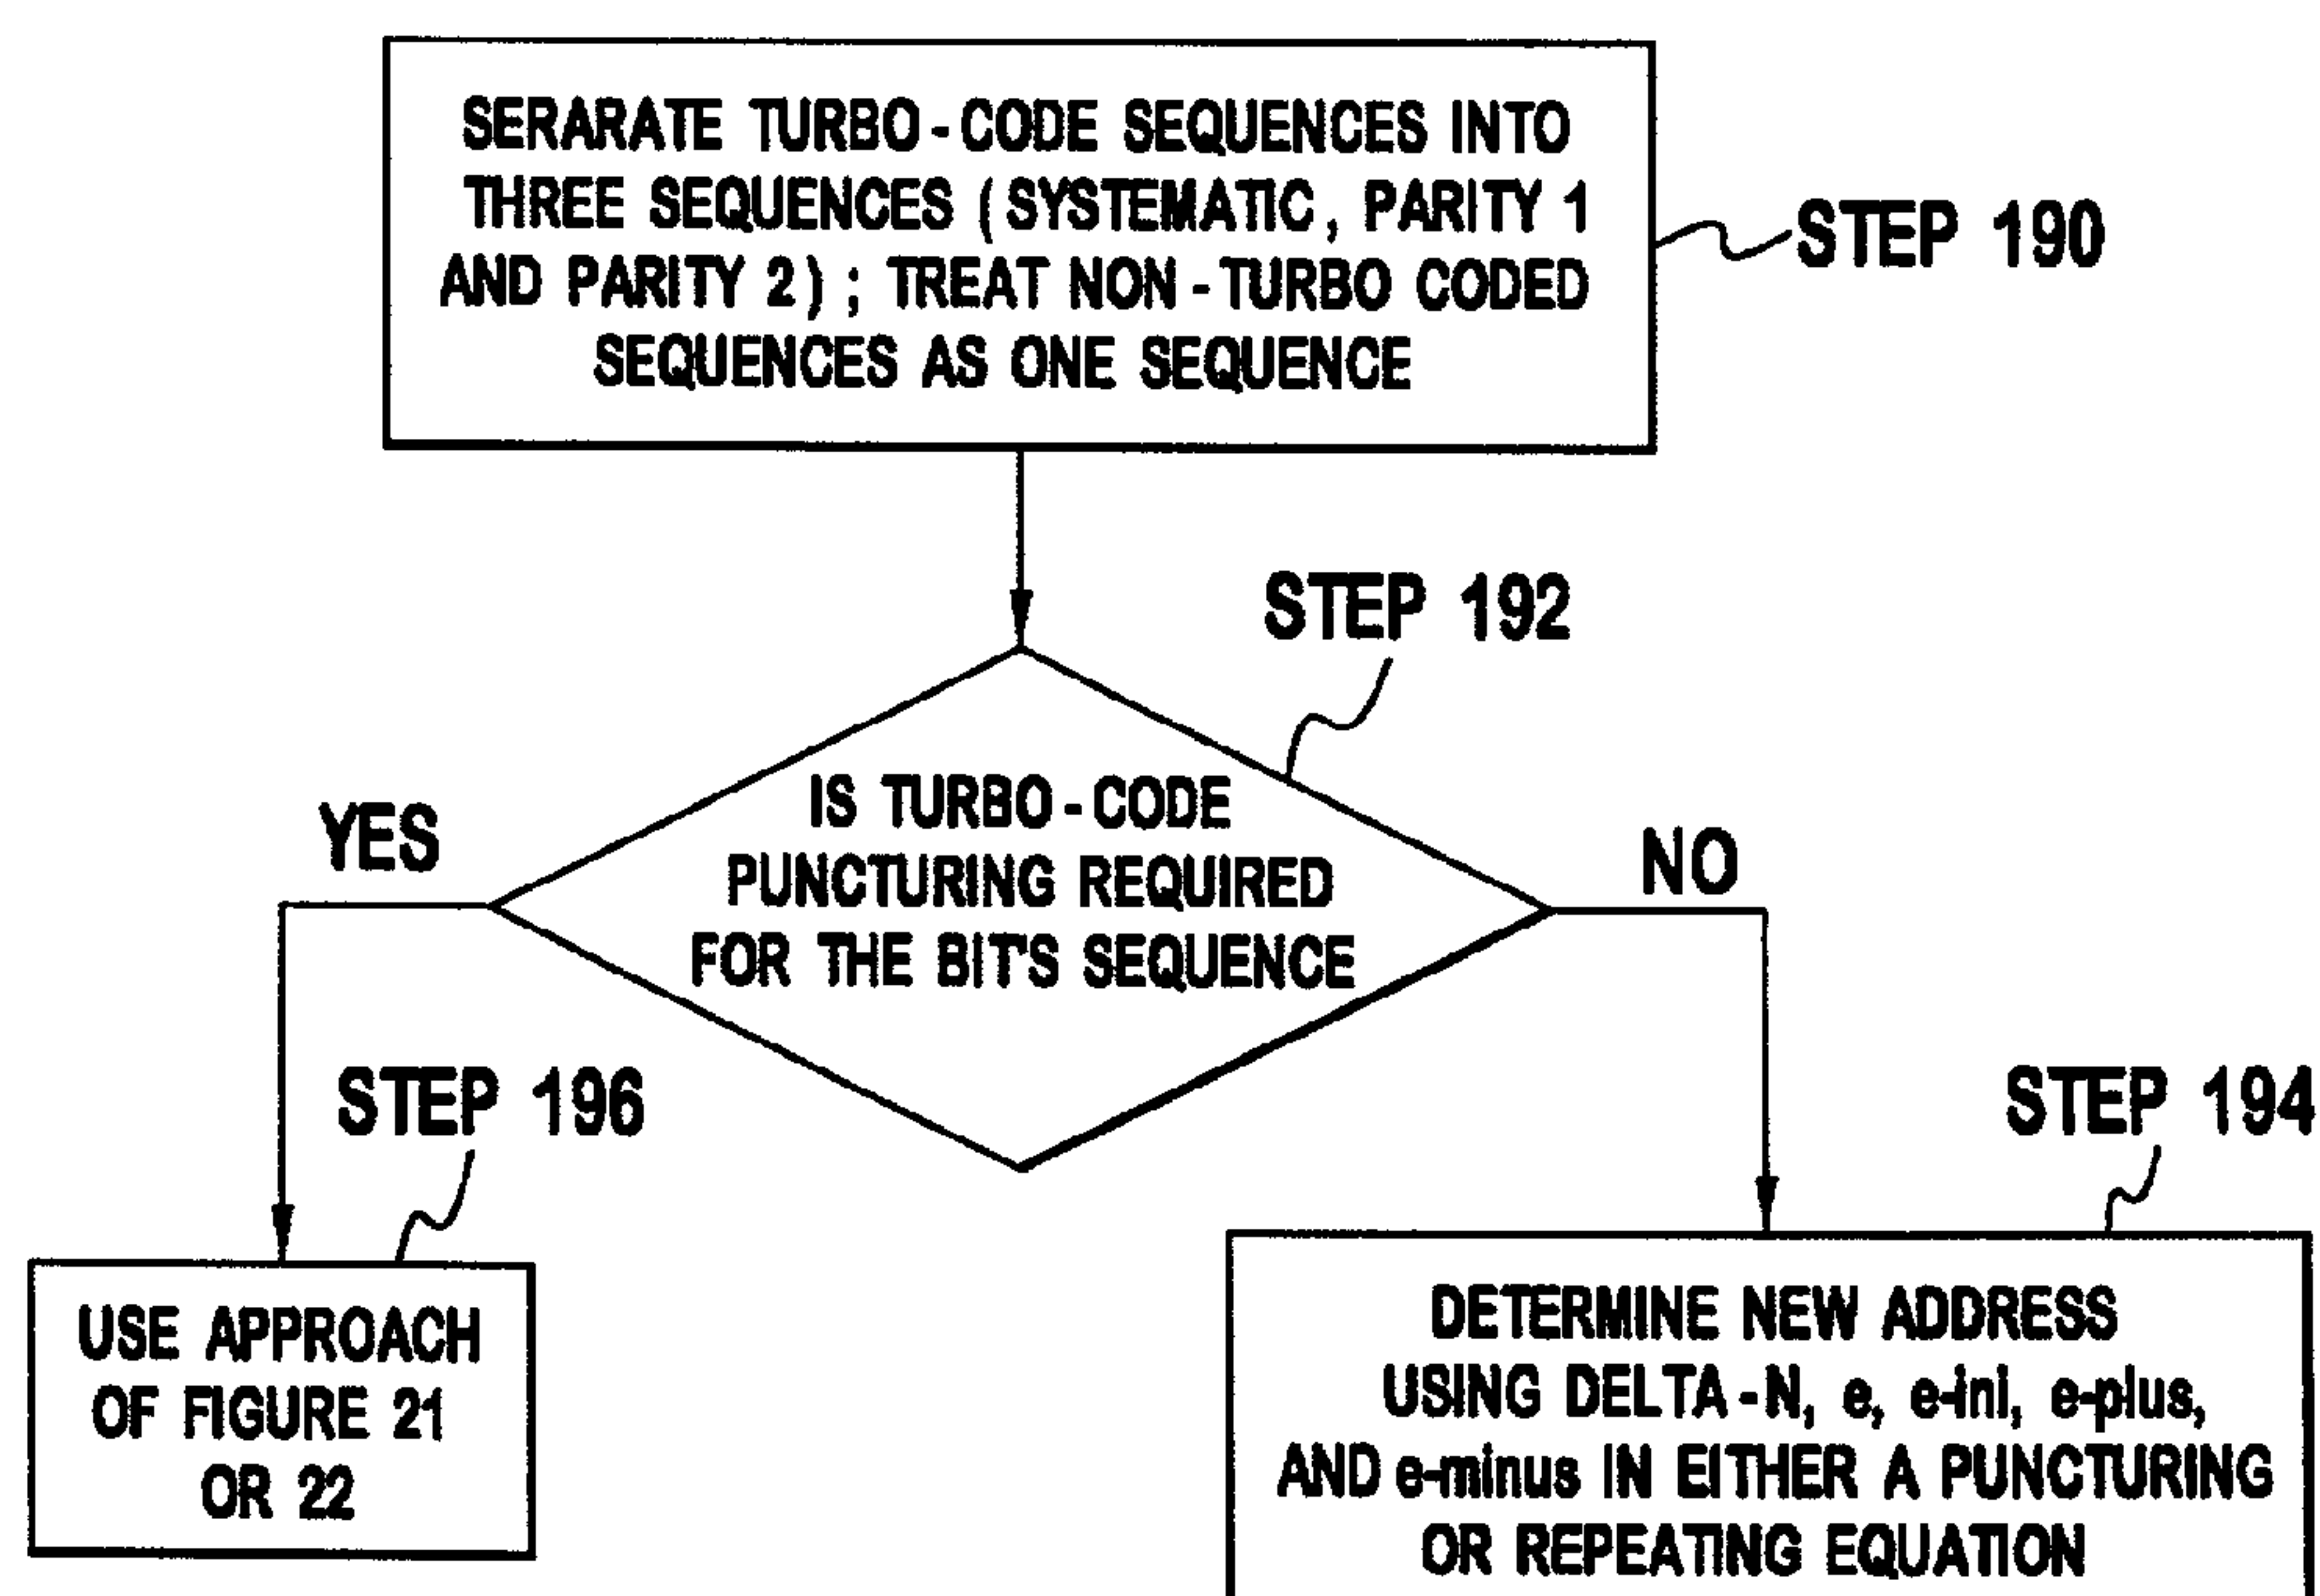 SERARATE TURBO-CODE SEQUENCES INTO
THREE SEQUENCES (SYSTEMATIC, PARITY 1
AND PARITY 2); TREAT NON-TURBO CODED
SEQUENCES AS ONE SEQUENCE
STEP 190
STEP 192
IS TURBO-CODE
PUNCTURING REQUIRED
FOR THE BIT'S SEQUENCE
YES
NO
STEP 196
STEP 194
USE APPROACH
OF FIGURE 21
OR 22
DETERMINE NEW ADDRESS
USING DELTA-N, e, e-ini, e-plus,
AND e-minus IN EITHER A PUNCTURING
OR REPEATING EQUATION